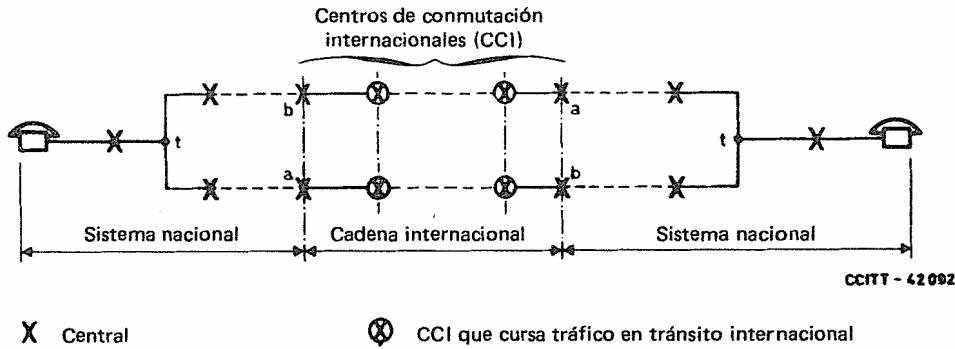 Centros de conmutación
internacionales (CCI)
b
a
t
t
a
b
Sistema nacional
Cadena internacional
Sistema nacional
CCITT - 42092
X Central
CCI que cursa tráfico en tránsito internacional